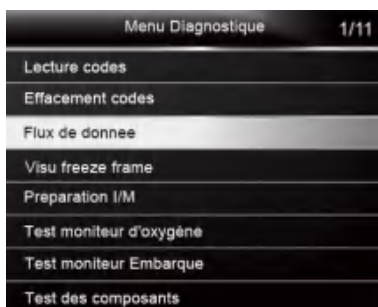 Menu Diagnostique 1/11
Lecture codes
Effacement codes
Flux de donnee
Visu freeze frame
Preparation I/M
Test moniteur d'oxygène
Test moniteur Embarque
Test des composants